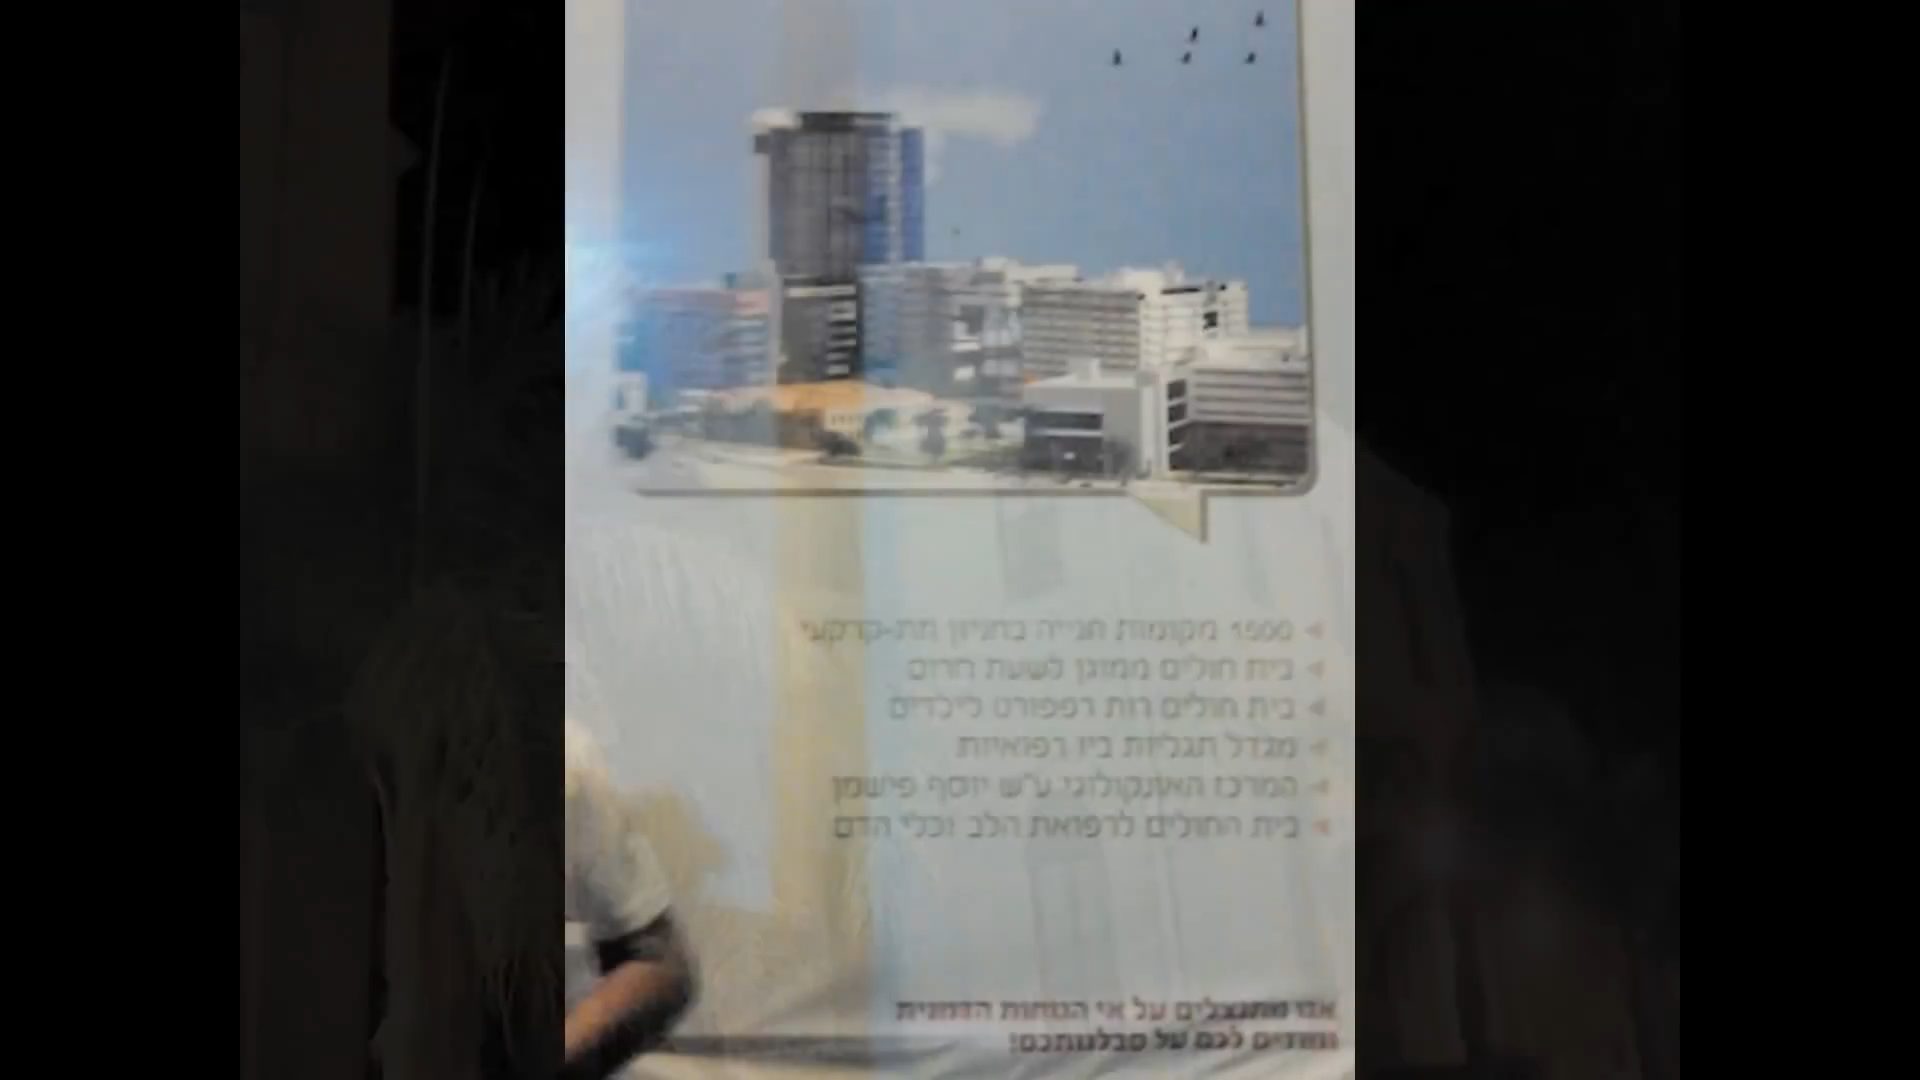 1500 מקומות חנייה בחניון תת-קרקעי
בית חולים ממוגן לשעת חרום
בית חולים רות רפפורט לילדים
מגדל תגליות ביו רפואיות
המרכז האונקולוגי ע"ש יוסף פישמן
בית החולים לרפואת הלב וכלי הדם
אנו מתנצלים על אי הנוחות הזמנית
ומודים לכם על סבלנותכם!